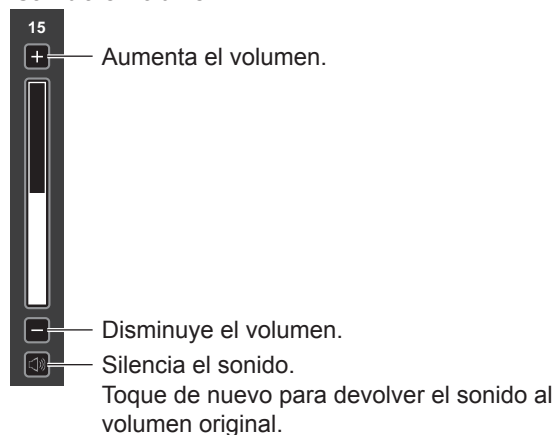 15
Aumenta el volumen.
Disminuye el volumen.
Silencia el sonido.
Toque de nuevo para devolver el sonido al
volumen original.